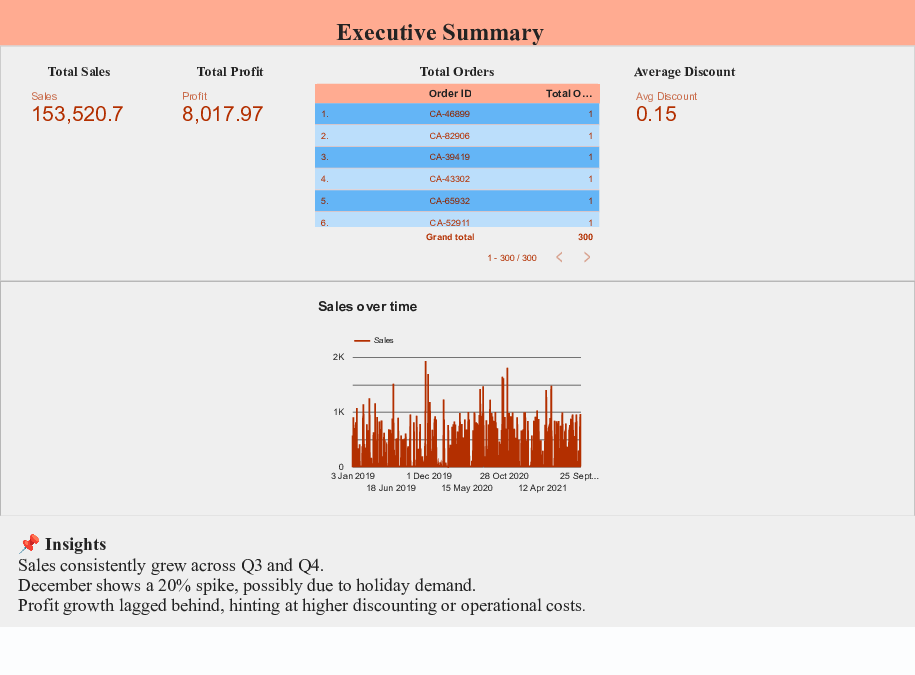 Executive Summary
Total Sales
Sales
153,520.7
Total Profit
Profit
8,017.97
Total Orders
Order ID Total O...
1. CA-46899 1
2. CA-82906 1
3. CA-39419 1
4. CA-43302 1
5. CA-65932 1
6. CA-52911 1
Grand total 300
1 - 300 / 300
Average Discount
Avg Discount
0.15
Sales over time
Sales
2K
1K
0
3 Jan 2019 1 Dec 2019 28 Oct 2020 25 Sept...
18 Jun 2019 15 May 2020 12 Apr 2021
📌 Insights
Sales consistently grew across Q3 and Q4.
December shows a 20% spike, possibly due to holiday demand.
Profit growth lagged behind, hinting at higher discounting or operational costs.